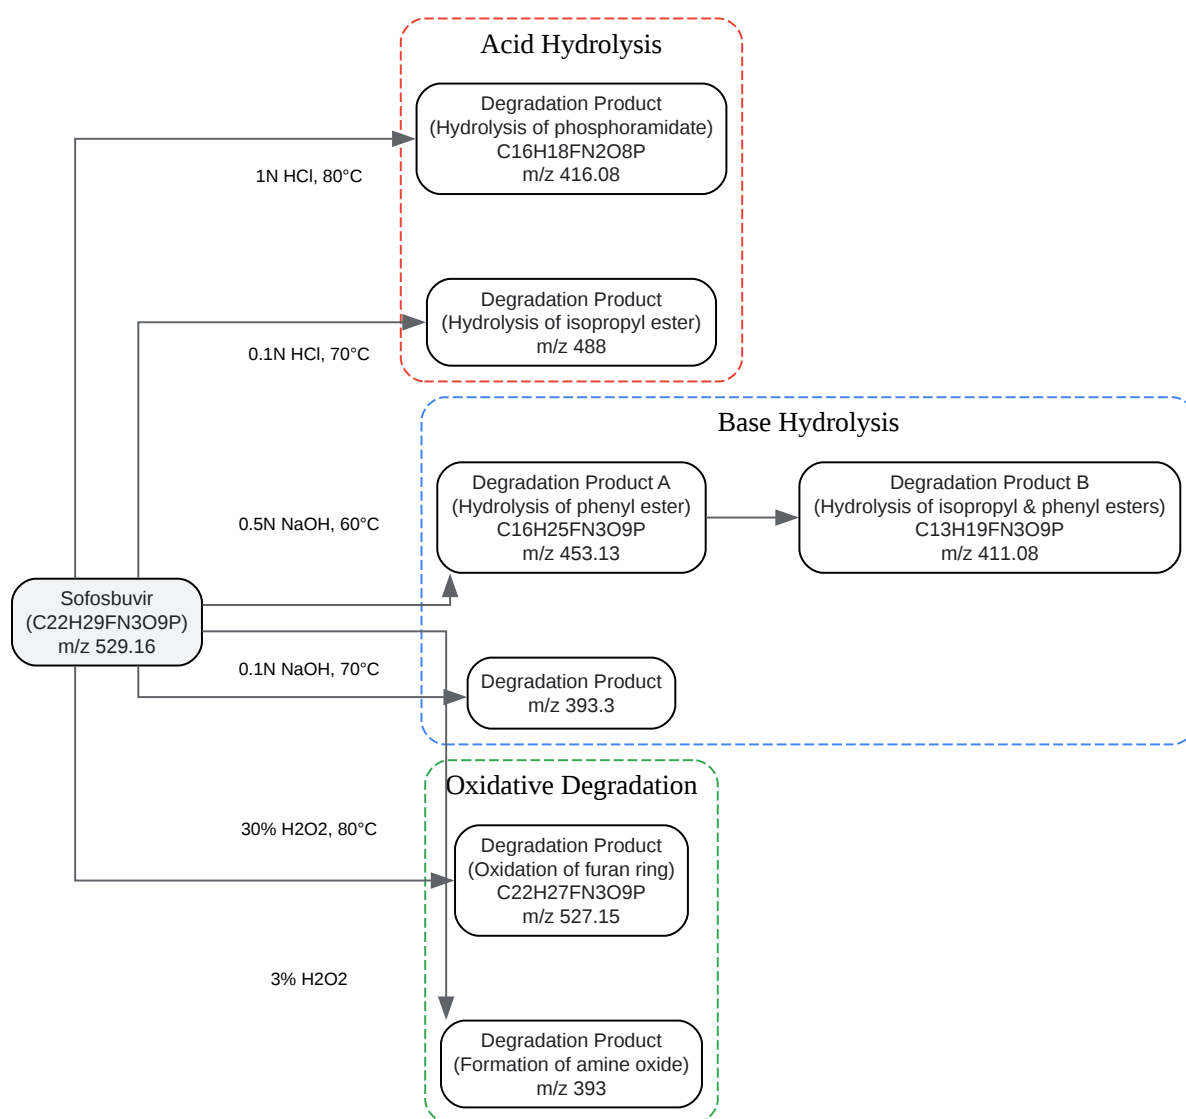 Acid Hydrolysis
Degradation Product
(Hydrolysis of phosphoramidate)
C16H18FN2O8P
m/z 416.08
1N HCl, 80°C
Degradation Product
(Hydrolysis of isopropyl ester)
m/z 488
0.1N HCl, 70°C
Base Hydrolysis
Degradation Product A
(Hydrolysis of phenyl ester)
C16H25FN3O9P
m/z 453.13
Degradation Product B
(Hydrolysis of isopropyl & phenyl esters)
C13H19FN3O9P
m/z 411.08
0.5N NaOH, 60°C
Sofosbuvir
(C22H29FN3O9P)
m/z 529.16
0.1N NaOH, 70°C
Degradation Product
m/z 393.3
Oxidative Degradation
30% H2O2, 80°C
Degradation Product
(Oxidation of furan ring)
C22H27FN3O9P
m/z 527.15
3% H2O2
Degradation Product
(Formation of amine oxide)
m/z 393